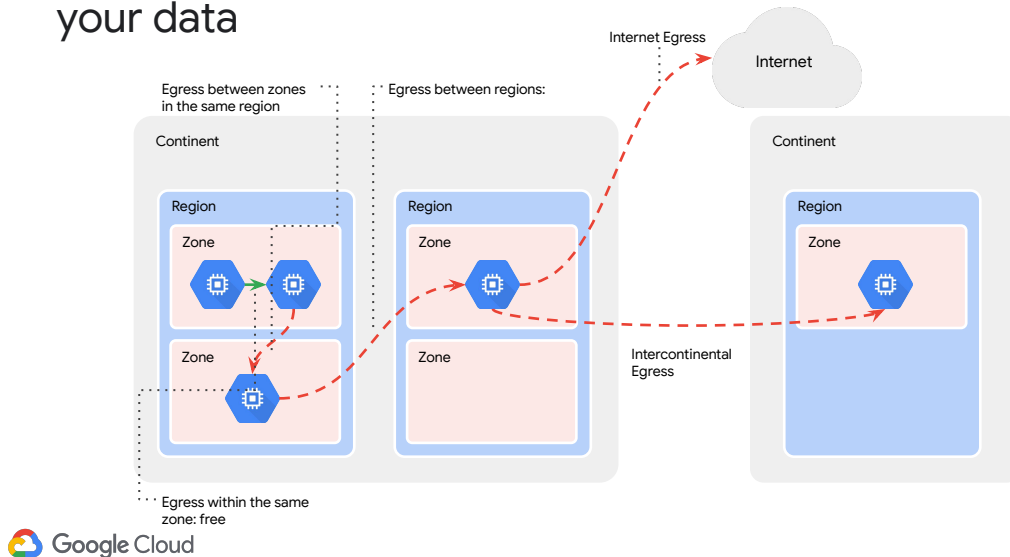 your data
Internet Egress
Internet
Egress between zones
in the same region
Egress between regions:
Continent
Continent
Region
Region
Region
Zone
Zone
Zone
Zone
Zone
Intercontinental
Egress
Egress within the same
zone: free
Google Cloud